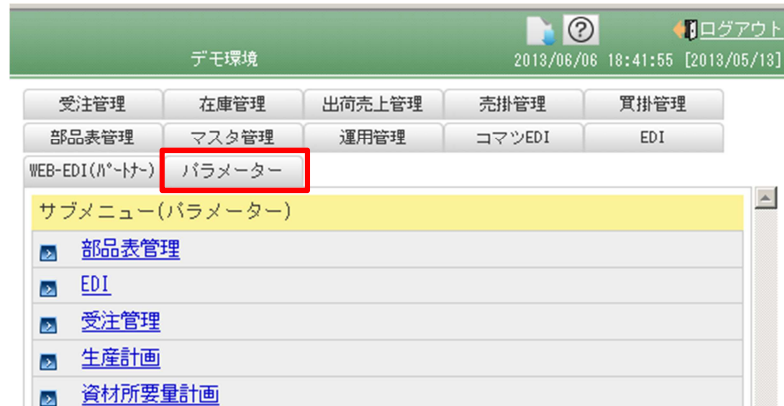 ログアウト
デモ環境 2013/06/06 18:41:55 [2013/05/13]
受注管理 在庫管理 出荷売上管理 売掛管理 買掛管理
部品表管理 マスタ管理 運用管理 コマツEDI EDI
WEB-EDI(ﾊﾟｰﾄﾅｰ) パラメーター
サブメニュー(パラメーター)
部品表管理
EDI
受注管理
生産計画
資材所要量計画